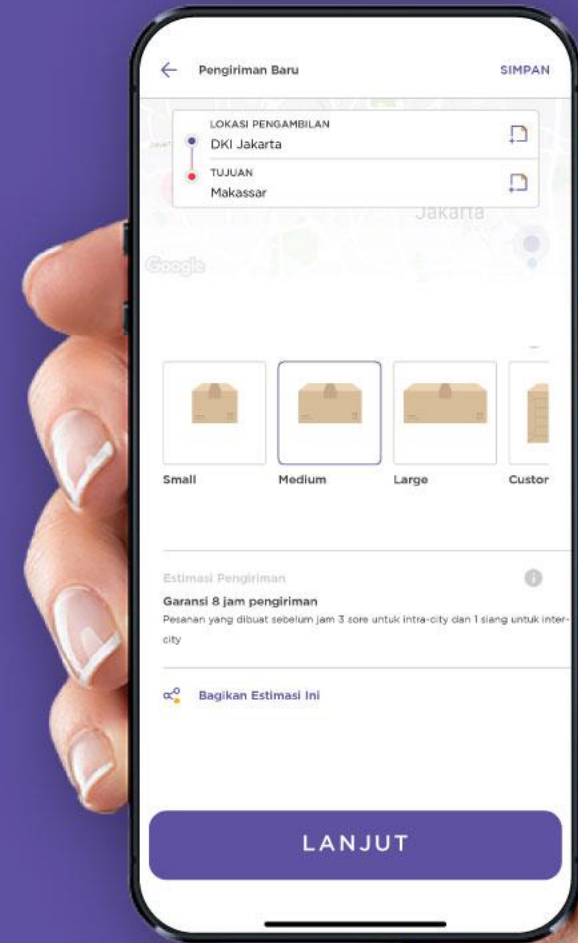 Pengiriman Baru
SIMPAN
LOKASI PENGAMBILAN
DKI Jakarta
TUJUAN
Makassar
Jakarta
Google
Small
Medium
Large
Custor
Estimasi Pengiriman
Garansi 8 jam pengiriman
Pesanan yang dibuat sebelum jam 3 sore untuk intra-city dan 1 siang untuk inter-
city
Bagikan Estimasi Ini
LANJUT